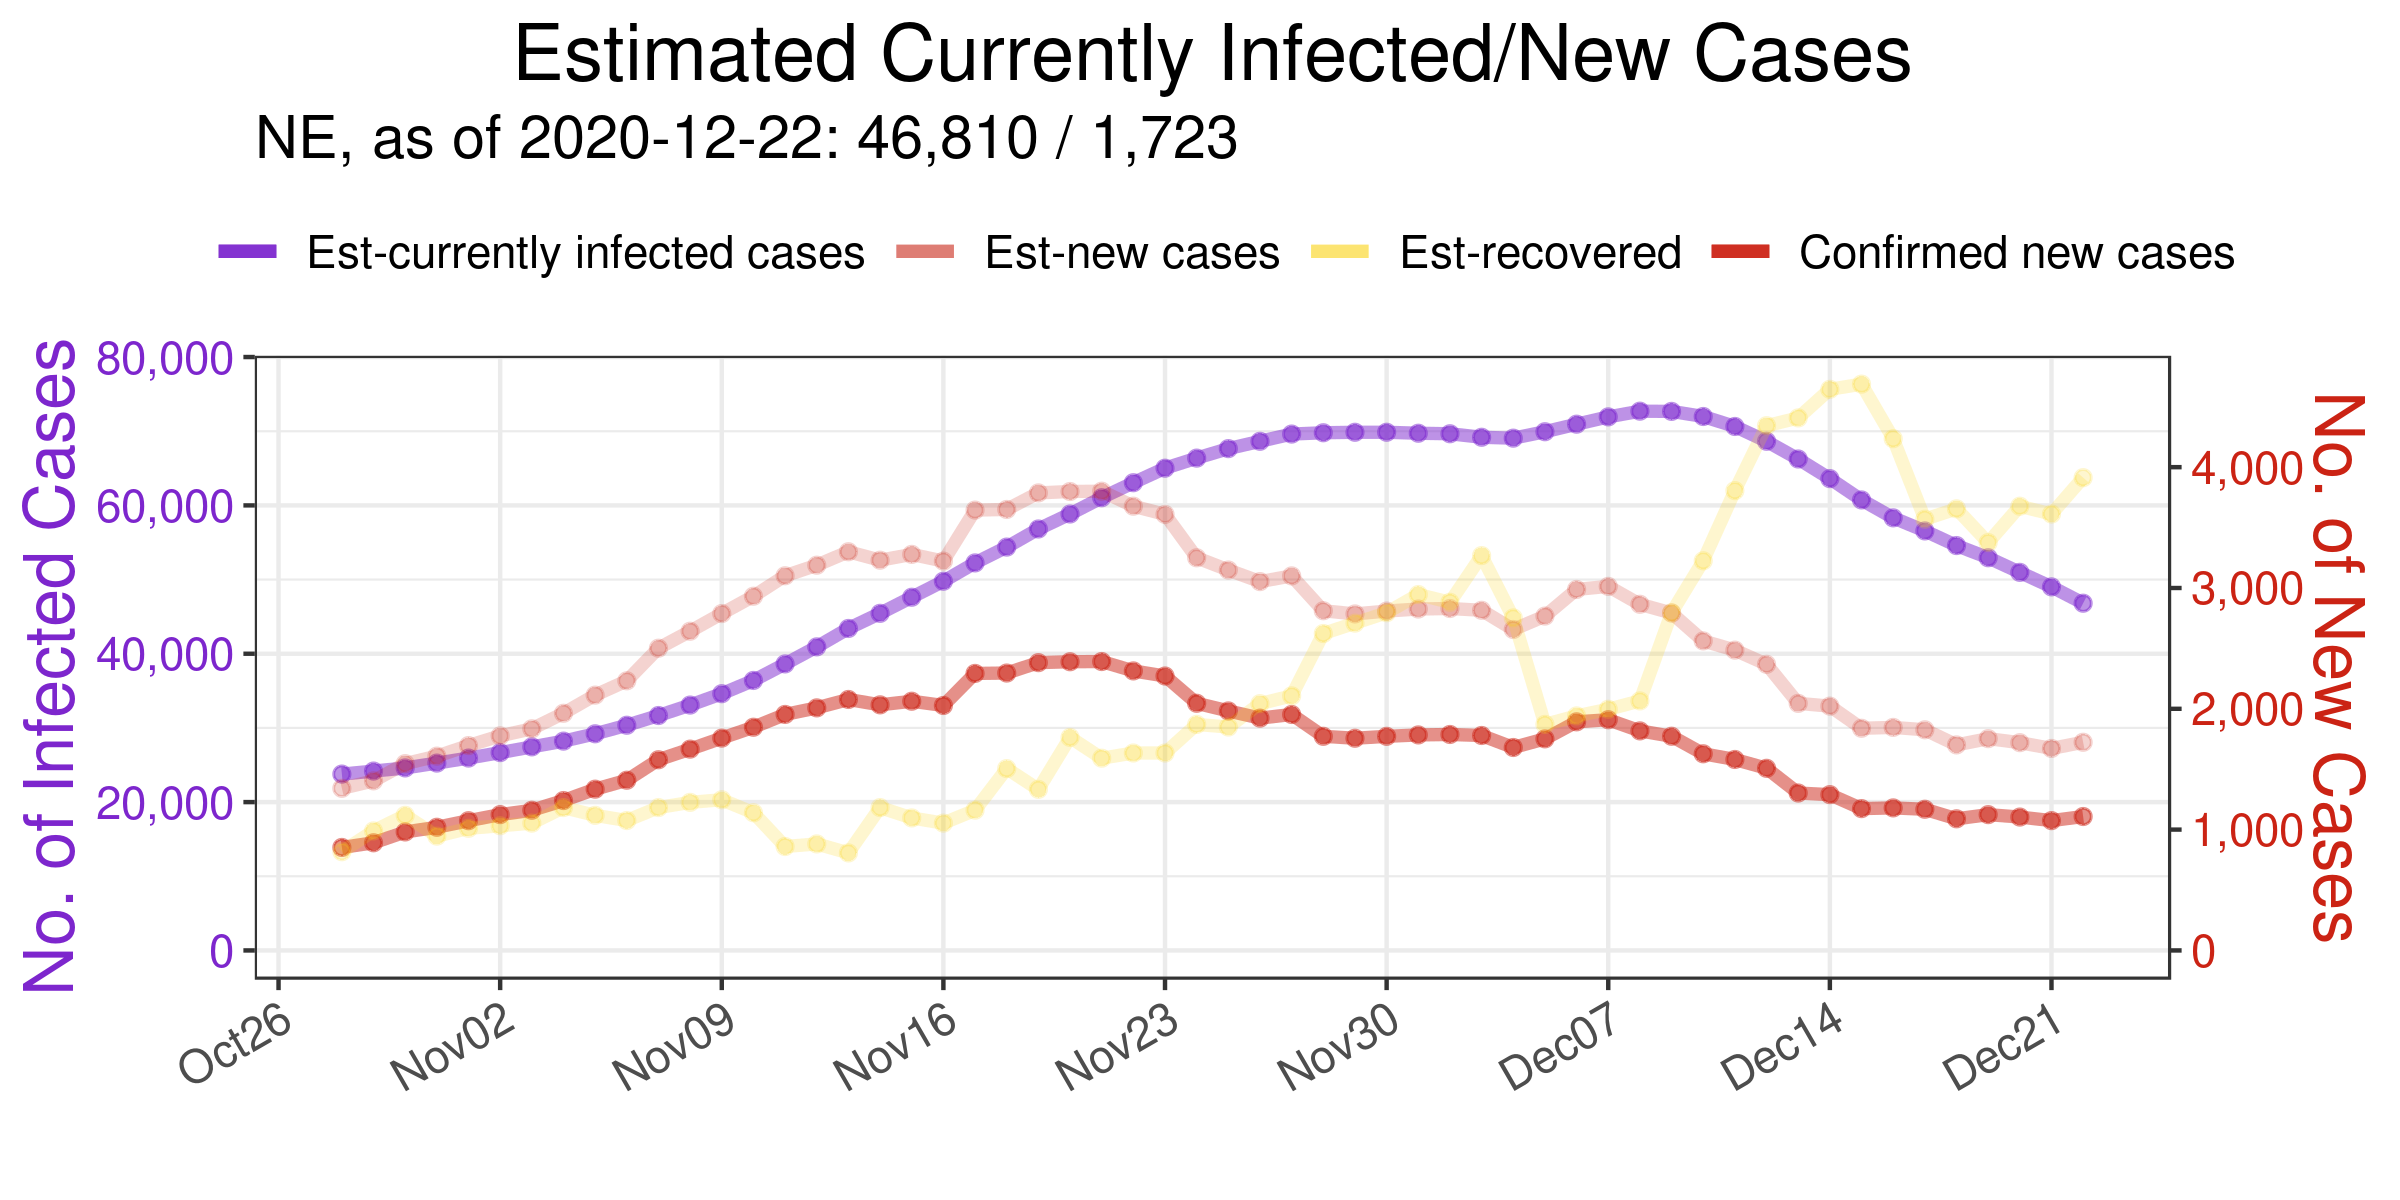 Estimated Currently Infected/New Cases
NE, as of 2020-12-22: 46,810 / 1,723
Est-currently infected cases Est-new cases Est-recovered Confirmed new cases
No. of Infected Cases
80,000
60,000
40,000
20,000
0
4,000
3,000
2,000
1,000
0
No. of New Cases
Oct26 Nov02 Nov09 Nov16 Nov23 Nov30 Dec07 Dec14 Dec21